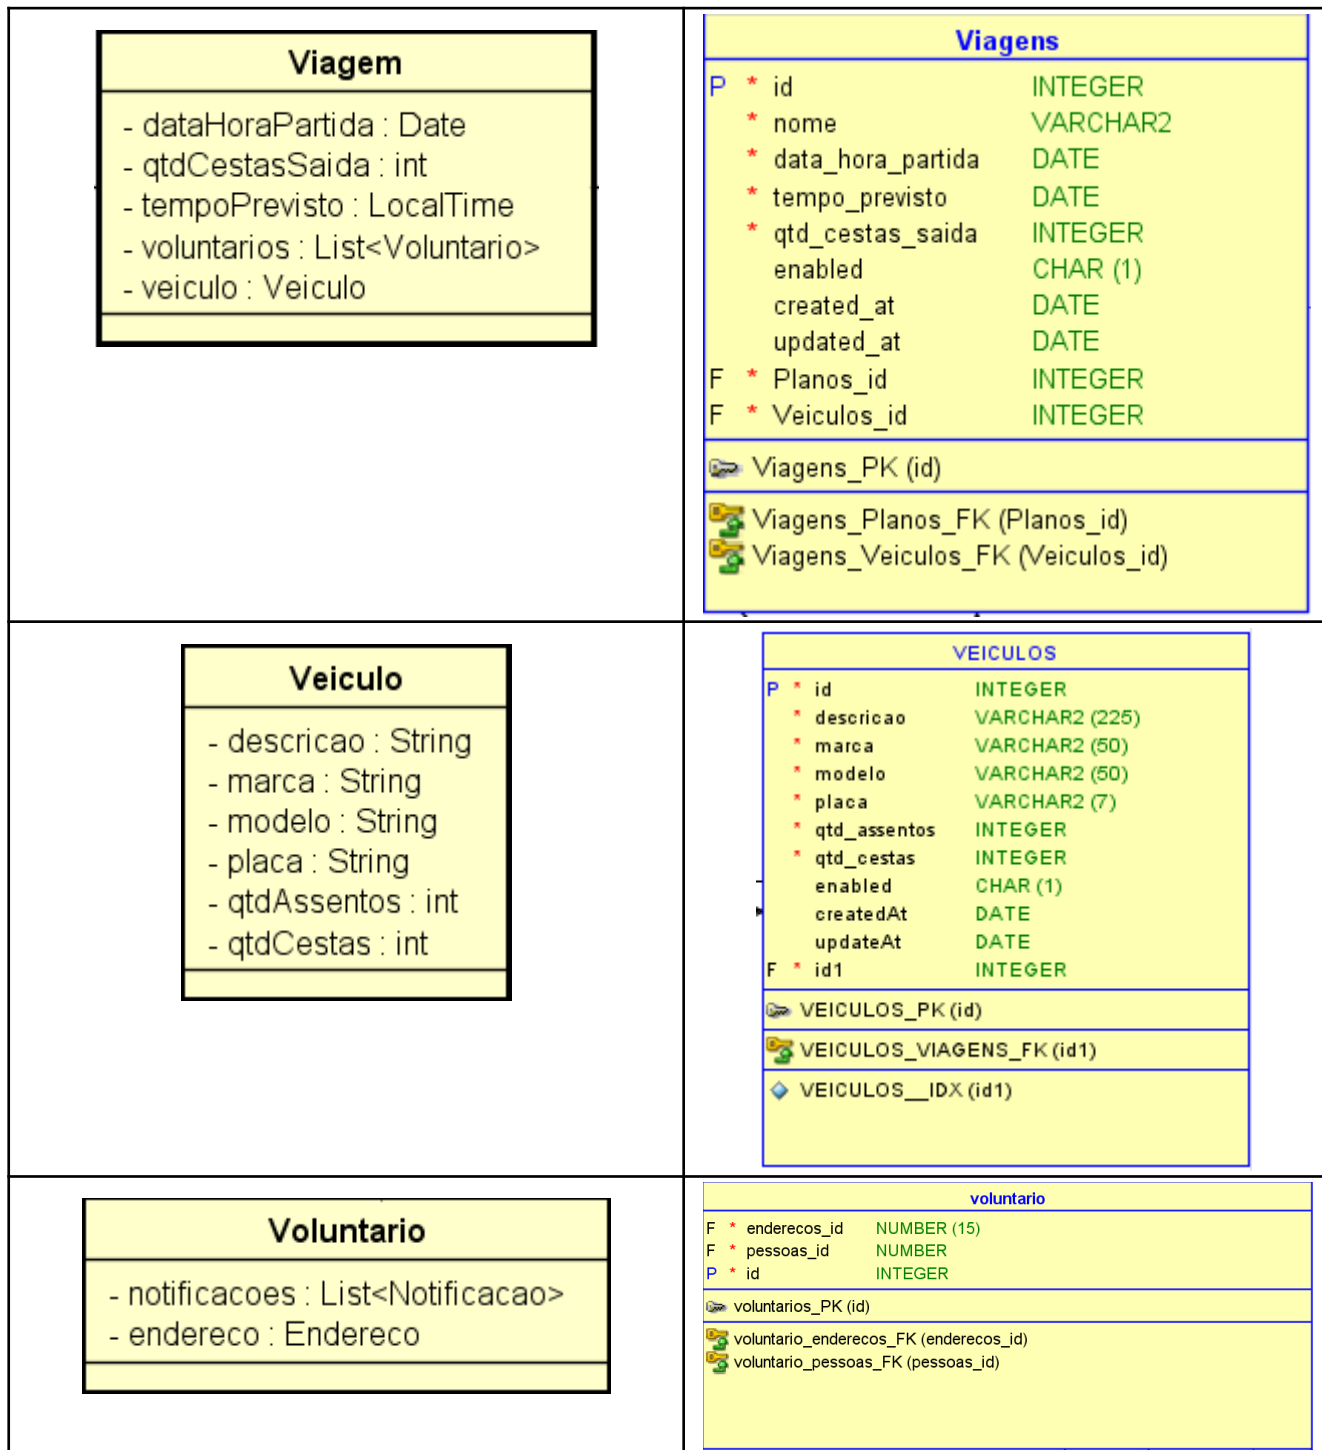 Viagem
- dataHoraPartida : Date
- qtdCestasSaida : int
- tempoPrevisto : LocalTime
- voluntarios : List<Voluntario>
- veiculo : Veiculo
Viagens
P * id INTEGER
* nome VARCHAR2
* data_hora_partida DATE
* tempo_previsto DATE
* qtd_cestas_saida INTEGER
enabled CHAR (1)
created_at DATE
updated_at DATE
F * Planos_id INTEGER
F * Veiculos_id INTEGER
Viagens_PK (id)
Viagens_Planos_FK (Planos_id)
Viagens_Veiculos_FK (Veiculos_id)
Veiculo
- descricao : String
- marca : String
- modelo : String
- placa : String
- qtdAssentos : int
- qtdCestas : int
VEICULOS
P * id INTEGER
* descricao VARCHAR2 (225)
* marca VARCHAR2 (50)
* modelo VARCHAR2 (50)
* placa VARCHAR2 (7)
* qtd_assentos INTEGER
* qtd_cestas INTEGER
enabled CHAR (1)
createdAt DATE
updateAt DATE
F * id1 INTEGER
VEICULOS_PK (id)
VEICULOS_VIAGENS_FK (id1)
VEICULOS__IDX (id1)
Voluntario
- notificacoes : List<Notificacao>
- endereco : Endereco
voluntario
F * enderecos_id NUMBER (15)
F * pessoas_id NUMBER
P * id INTEGER
voluntarios_PK (id)
voluntario_enderecos_FK (enderecos_id)
voluntario_pessoas_FK (pessoas_id)